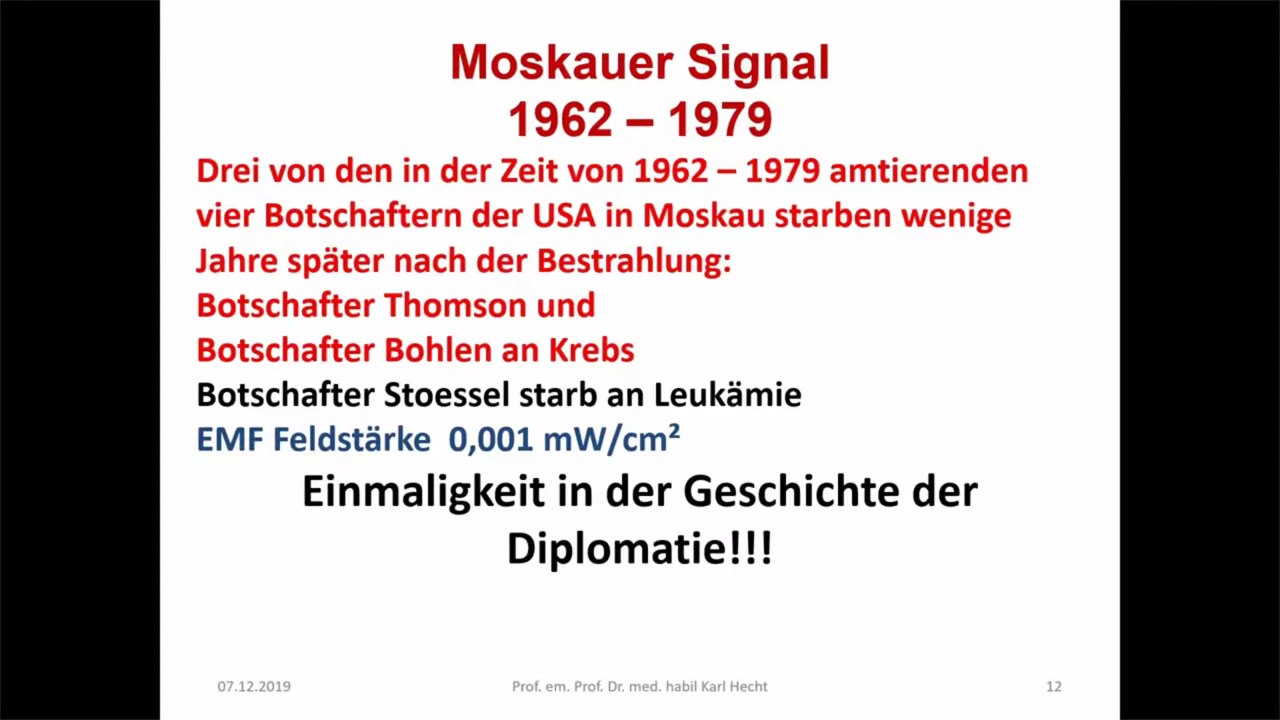 Moskauer Signal
1962 – 1979
Drei von den in der Zeit von 1962 – 1979 amtierenden
vier Botschaftern der USA in Moskau starben wenige
Jahre später nach der Bestrahlung:
Botschafter Thomson und
Botschafter Bohlen an Krebs
Botschafter Stoessel starb an Leukämie
EMF Feldstärke 0,001 mW/cm²
Einmaligkeit in der Geschichte der
Diplomatie!!!
07.12.2019 Prof. em. Prof. Dr. med. habil Karl Hecht 12